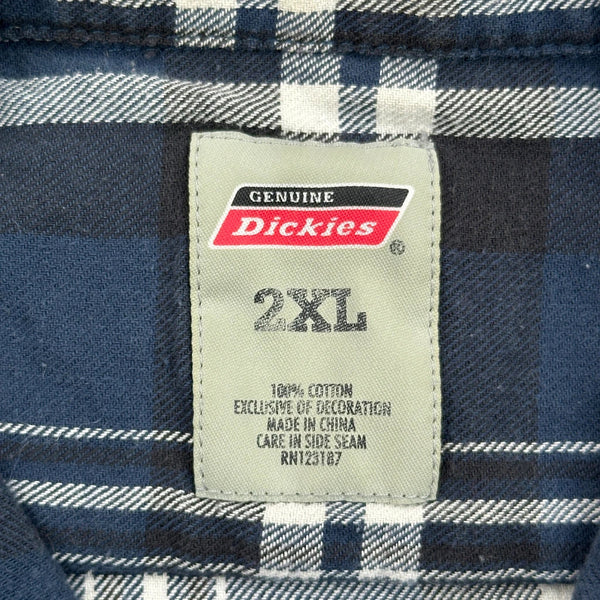 GENUINE
Dickies
®
2XL
100% COTTON
EXCLUSIVE OF DECORATION
MADE IN CHINA
CARE IN SIDE SEAM
RN123187